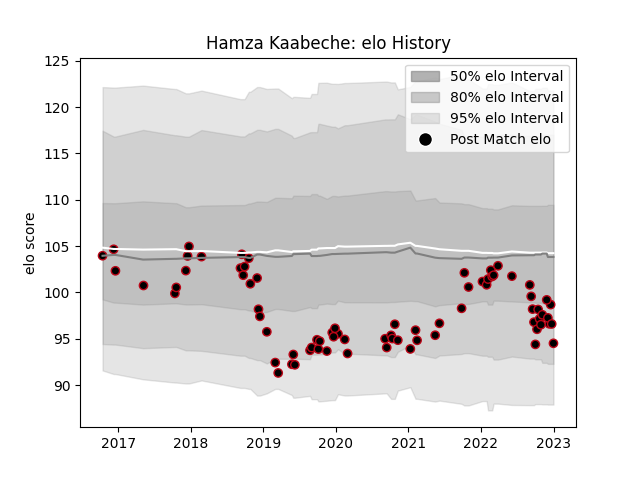 Hamza Kaabeche: elo History
125
120
115
110
105
100
95
90
elo score
50% elo Interval
80% elo Interval
95% elo Interval
Post Match elo
2017 2018 2019 2020 2021 2022 2023